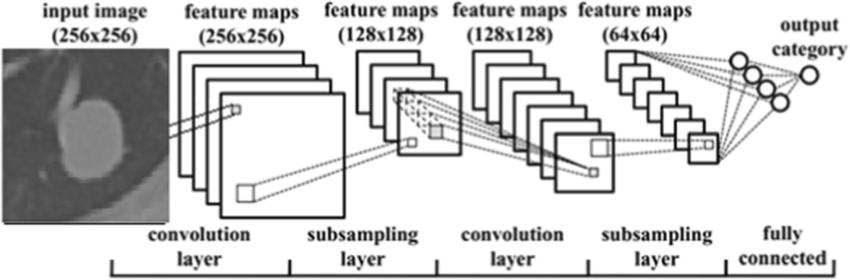 input image
(256x256)
feature maps
(256x256)
feature maps
(128x128)
feature maps
(128x128)
feature maps
(64x64)
output
category
convolution
layer
subsampling
layer
convolution
layer
subsampling
layer
fully
connected